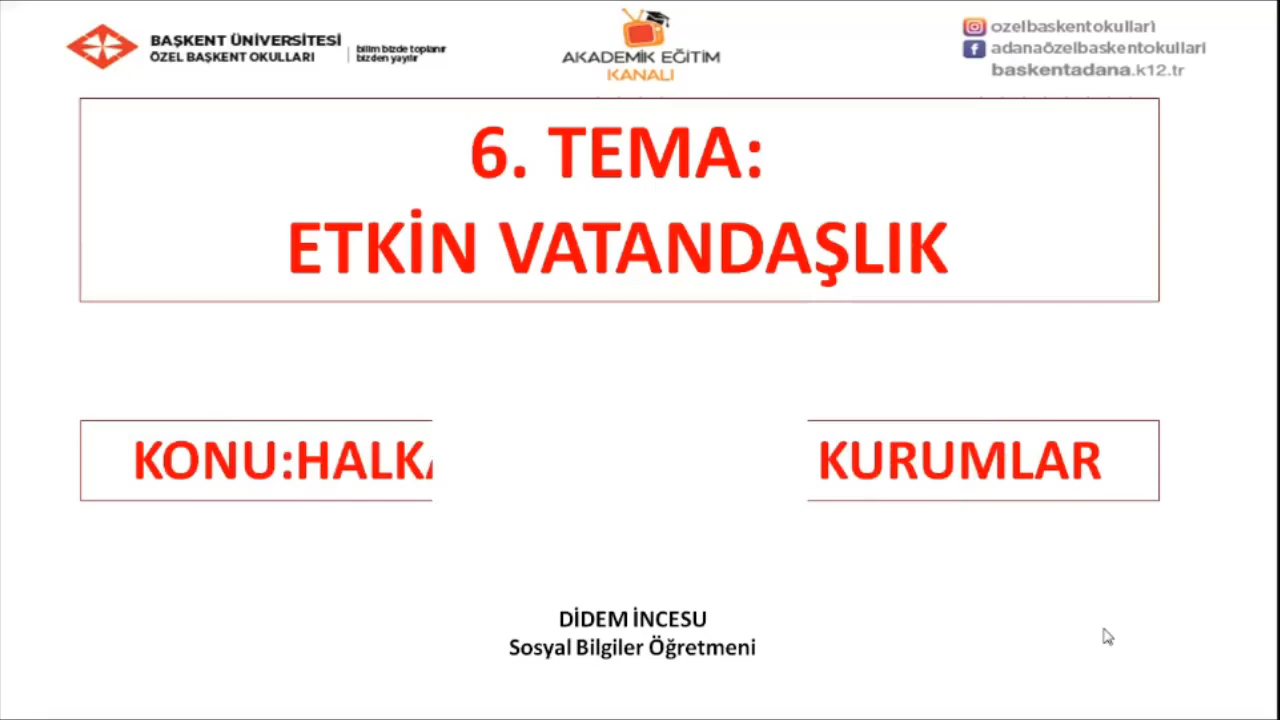 BAŞKENT ÜNİVERSİTESİ
ÖZEL BAŞKENT OKULLARI
bilim bizde toplanır
bizden yayılır
AKADEMİK EĞİTİM
KANALI
ozelbaskentokullari
adanaözelbaskentokullari
baskentadana.k12.tr
6. TEMA:
ETKİN VATANDAŞLIK
KONU: KURUMLAR
DİDEM İNCESU
Sosyal Bilgiler Öğretmeni